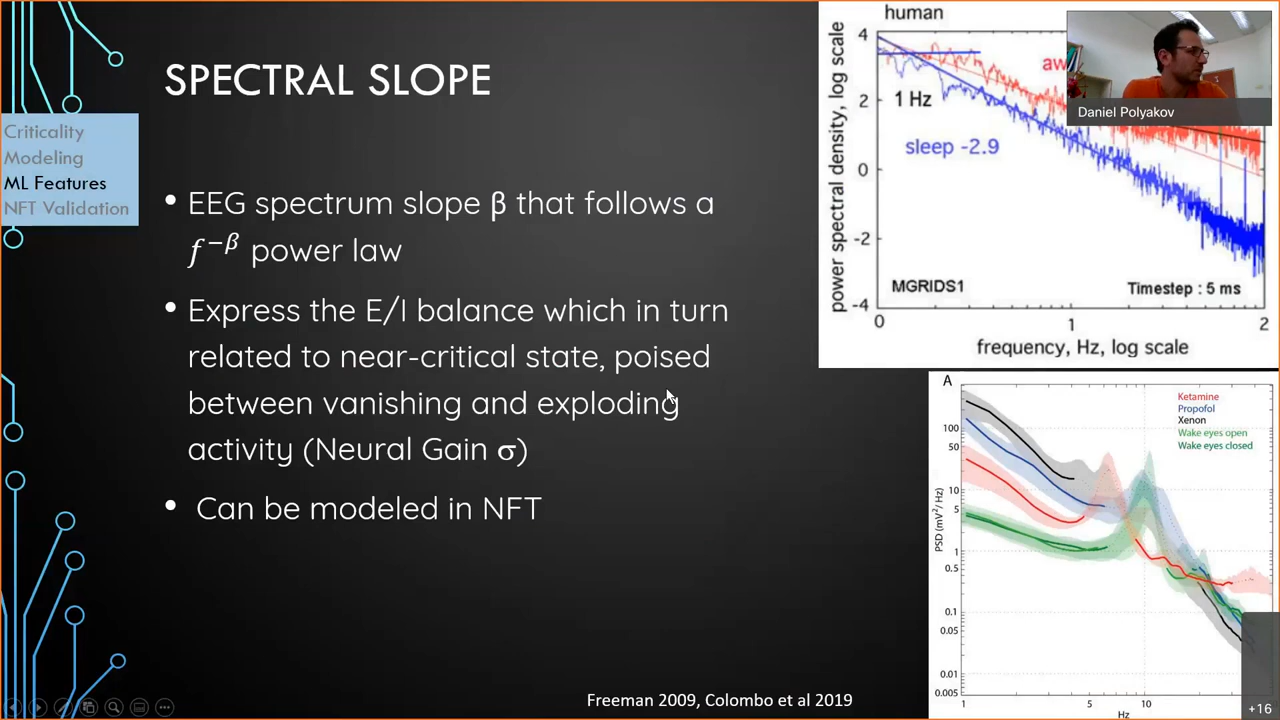 SPECTRAL SLOPE
Criticality
Modeling
ML Features
NFT Validation
• EEG spectrum slope β that follows a
f^−β power law
• Express the E/I balance which in turn
related to near-critical state, poised
between vanishing and exploding
activity (Neural Gain σ)
• Can be modeled in NFT
Freeman 2009, Colombo et al 2019
human
power spectral density, log scale
4
2
0
-2
-4
aw
1 Hz
sleep -2.9
MGRIDS1
Timestep : 5 ms
0
1
2
frequency, Hz, log scale
Daniel Polyakov
A
Ketamine
Propofol
Xenon
Wake eyes open
Wake eyes closed
PSD (mV²/ Hz)
100
50
10
5
1
0.5
0.1
0.05
0.01
0.005
1
5
10
Hz
+16